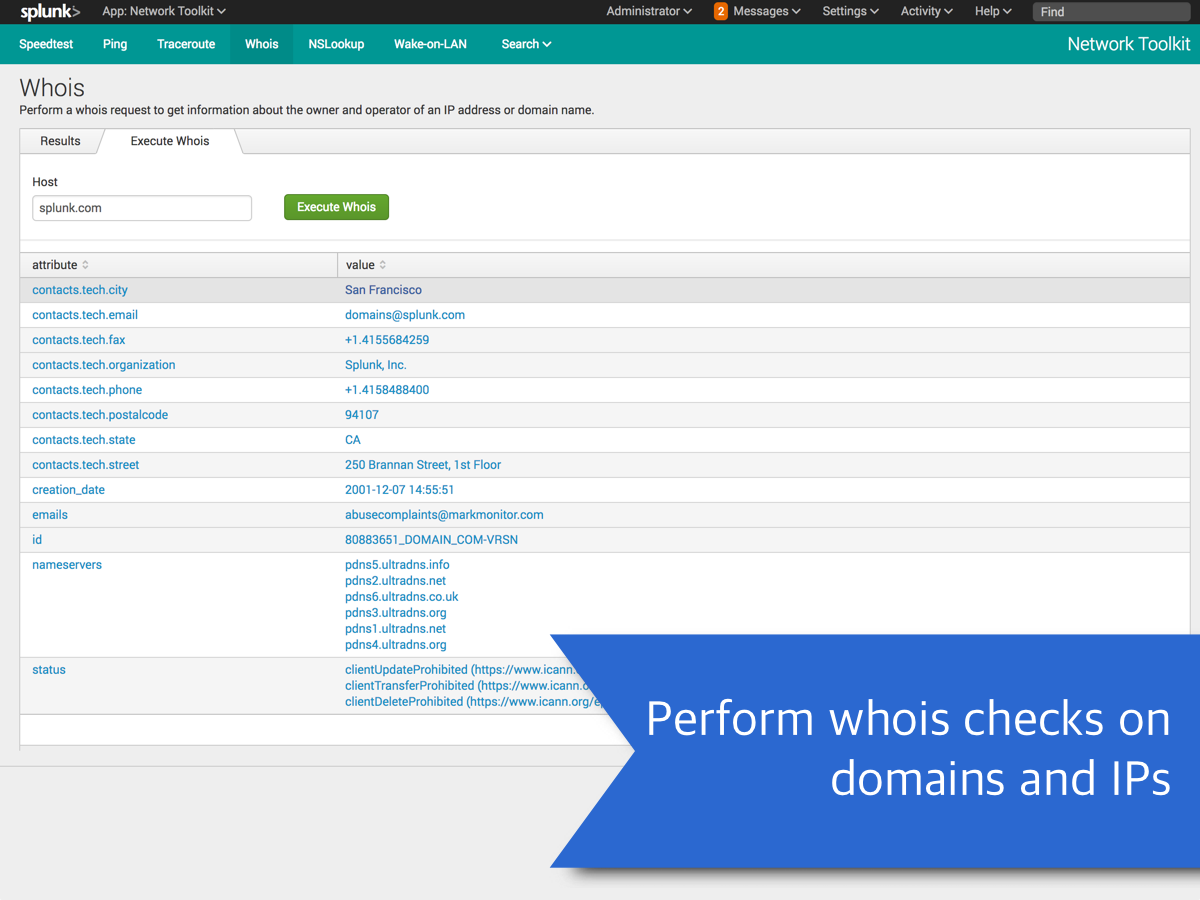 splunk> App: Network Toolkit Administrator 2 Messages Settings Activity Help Find
Speedtest Ping Traceroute Whois NSLookup Wake-on-LAN Search Network Toolkit
Whois
Perform a whois request to get information about the owner and operator of an IP address or domain name.
Results Execute Whois
Host
splunk.com Execute Whois
attribute value
contacts.tech.city San Francisco
contacts.tech.email domains@splunk.com
contacts.tech.fax +1.4155684259
contacts.tech.organization Splunk, Inc.
contacts.tech.phone +1.4158488400
contacts.tech.postalcode 94107
contacts.tech.state CA
contacts.tech.street 250 Brannan Street, 1st Floor
creation_date 2001-12-07 14:55:51
emails abusecomplaints@markmonitor.com
id 80883651_DOMAIN_COM-VRSN
nameservers pdns5.ultradns.info
pdns2.ultradns.net
pdns6.ultradns.co.uk
pdns3.ultradns.org
pdns1.ultradns.net
pdns4.ultradns.org
status clientUpdateProhibited (https://www.icann.
clientTransferProhibited (https://www.icann.o
clientDeleteProhibited (https://www.icann.org/e
Perform whois checks on
domains and IPs